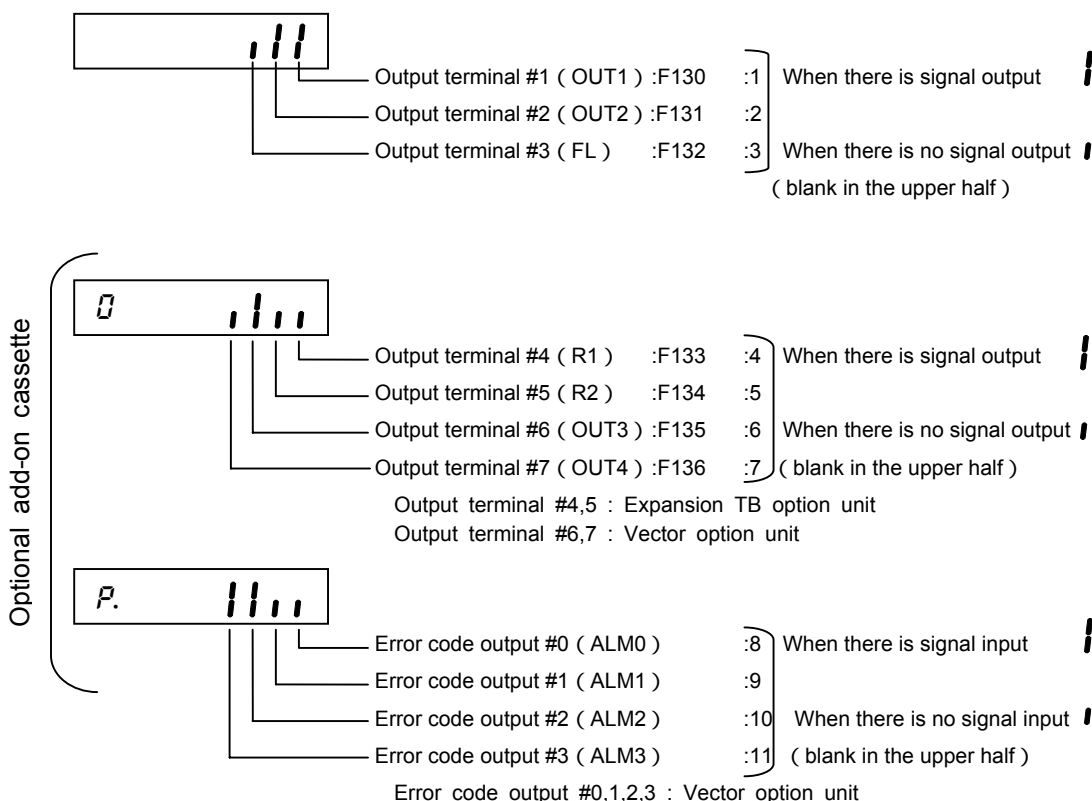 Output terminal #1 ( OUT1 ) :F130 :1 When there is signal output
Output terminal #2 ( OUT2 ) :F131 :2
Output terminal #3 ( FL ) :F132 :3 When there is no signal output
( blank in the upper half )
Optional add-on cassette
O
Output terminal #4 ( R1 ) :F133 :4 When there is signal output
Output terminal #5 ( R2 ) :F134 :5
Output terminal #6 ( OUT3 ) :F135 :6 When there is no signal output
Output terminal #7 ( OUT4 ) :F136 :7 ( blank in the upper half )
Output terminal #4,5 : Expansion TB option unit
Output terminal #6,7 : Vector option unit
P.
Error code output #0 ( ALM0 ) :8 When there is signal input
Error code output #1 ( ALM1 ) :9
Error code output #2 ( ALM2 ) :10 When there is no signal input
Error code output #3 ( ALM3 ) :11 ( blank in the upper half )
Error code output #0,1,2,3 : Vector option unit